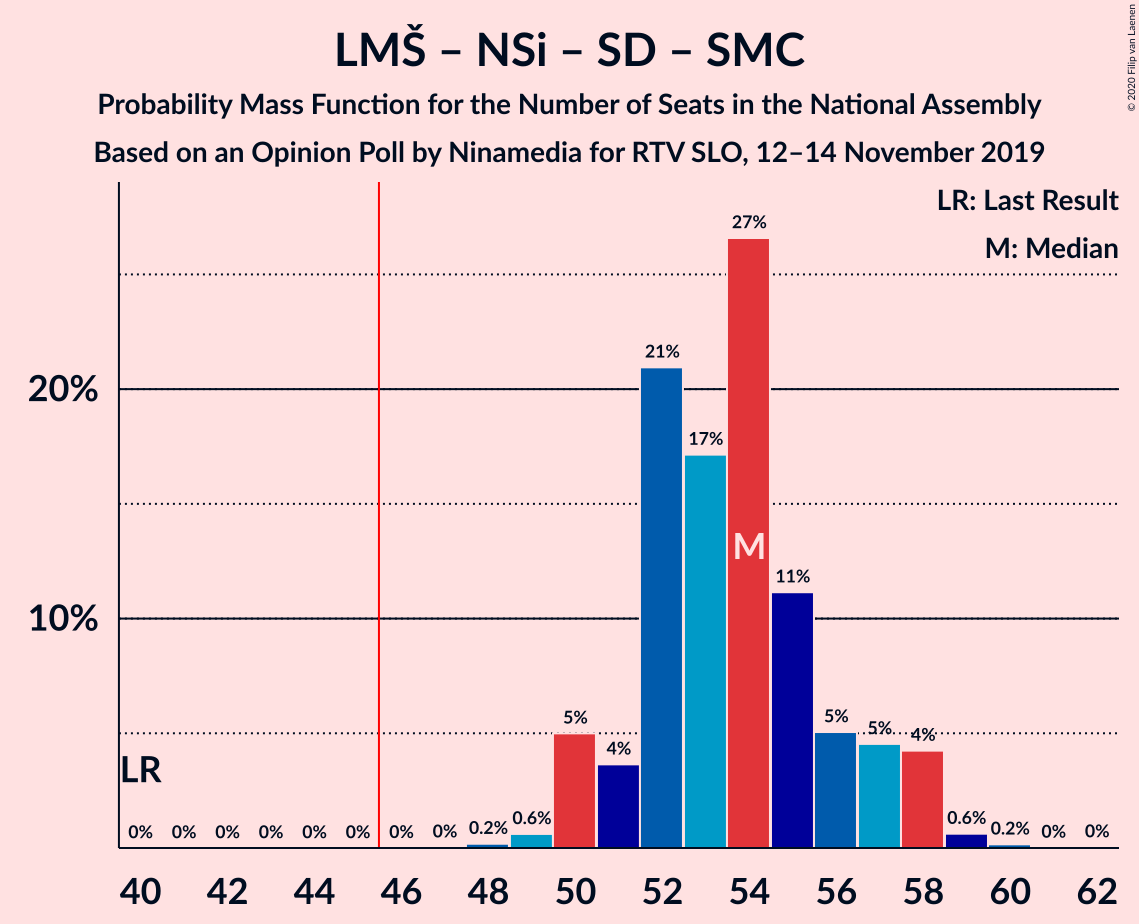 LMŠ – NSi – SD – SMC
Probability Mass Function for the Number of Seats in the National Assembly
Based on an Opinion Poll by Ninamedia for RTV SLO, 12–14 November 2019
© 2020 Filip van Laenen
LR: Last Result
M: Median
27%
21%
20%
17%
M
11%
10%
5%
4%
5%
5%
4%
LR
0% 0% 0% 0% 0% 0% 0% 0% 0.2% 0.6% 0.6% 0.2% 0% 0%
40 42 44 46 48 50 52 54 56 58 60 62